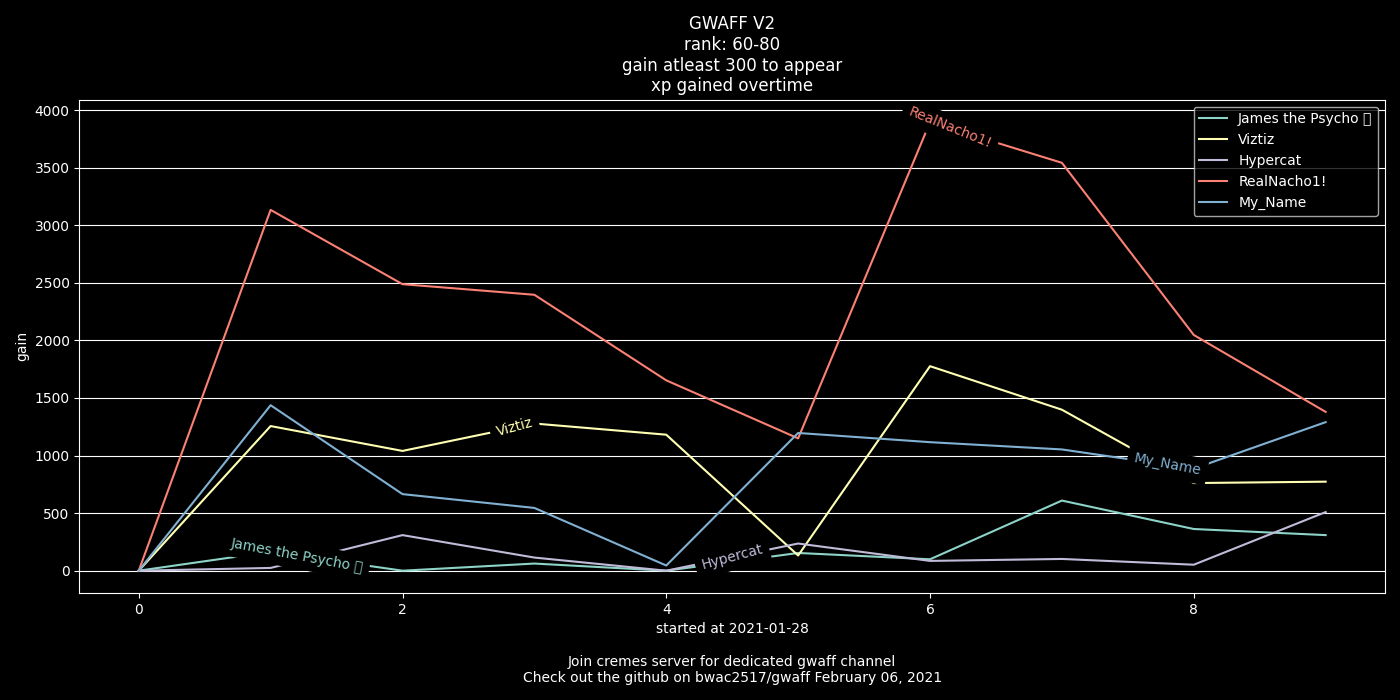 GWAFF V2
rank: 60-80
gain atleast 300 to appear
xp gained overtime
4000
3500
3000
2500
2000
1500
1000
500
0
gain
RealNacho1!
Viztiz
My_Name
James the Psycho
Hypercat
James the Psycho
Viztiz
Hypercat
RealNacho1!
My_Name
0 2 4 6 8
started at 2021-01-28
Join cremes server for dedicated gwaff channel
Check out the github on bwac2517/gwaff February 06, 2021